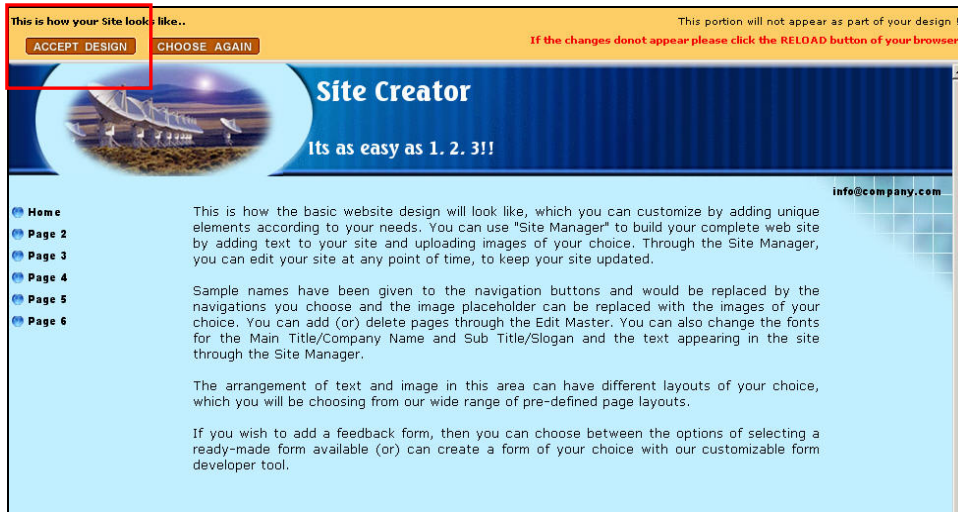 This is how your Site looks like..
This portion will not appear as part of your design !
ACCEPT DESIGN CHOOSE AGAIN
If the changes donot appear please click the RELOAD button of your browser
Site Creator
Its as easy as 1. 2. 3!!
info@company.com
Home
Page 2
Page 3
Page 4
Page 5
Page 6
This is how the basic website design will look like, which you can customize by adding unique
elements according to your needs. You can use "Site Manager" to build your complete web site
by adding text to your site and uploading images of your choice. Through the Site Manager,
you can edit your site at any point of time, to keep your site updated.
Sample names have been given to the navigation buttons and would be replaced by the
navigations you choose and the image placeholder can be replaced with the images of your
choice. You can add (or) delete pages through the Edit Master. You can also change the fonts
for the Main Title/Company Name and Sub Title/Slogan and the text appearing in the site
through the Site Manager.
The arrangement of text and image in this area can have different layouts of your choice,
which you will be choosing from our wide range of pre-defined page layouts.
If you wish to add a feedback form, then you can choose between the options of selecting a
ready-made form available (or) can create a form of your choice with our customizable form
developer tool.